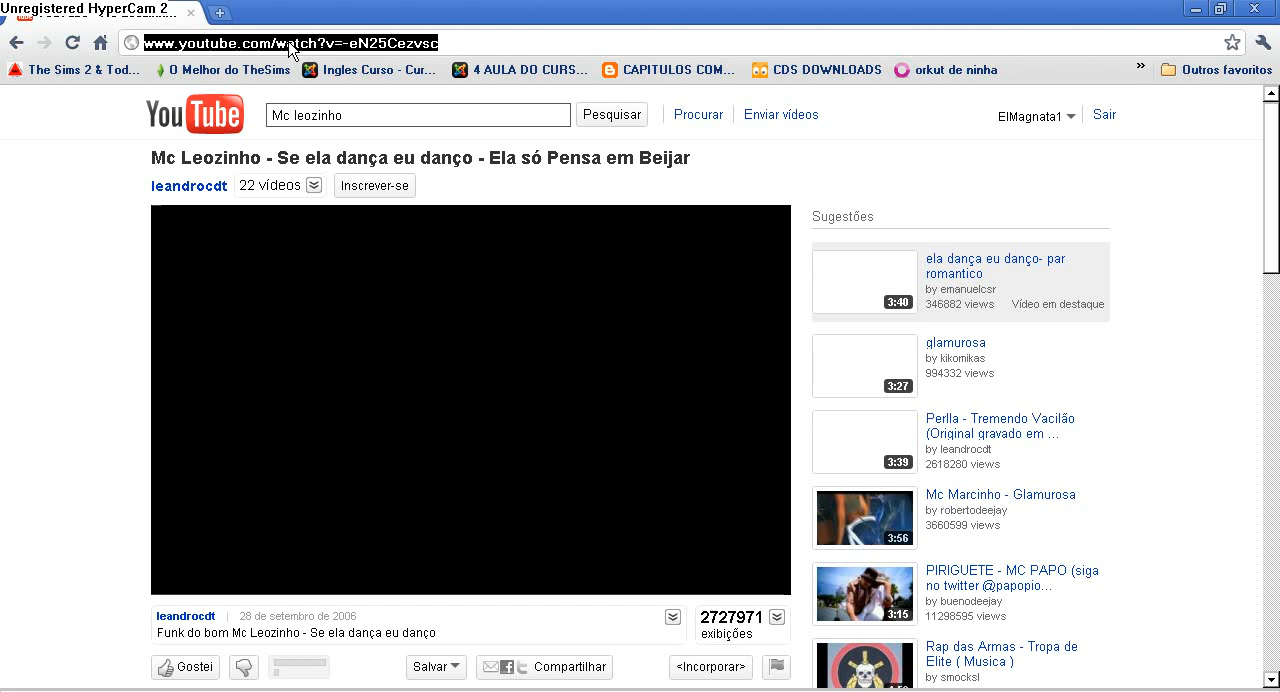 Unregistered HyperCam 2
www.youtube.com/watch?v=-eN25Cezvsc
The Sims 2 & Tod...
O Melhor do TheSims
Ingles Curso - Cur...
4 AULA DO CURS...
CAPITULOS COM...
CDS DOWNLOADS
orkut de ninha
»
Outros favoritos
YouTube
Mc leozinho
Pesquisar
Procurar
Enviar vídeos
ElMagnata1
Sair
Mc Leozinho - Se ela dança eu danço - Ela só Pensa em Beijar
leandrocdt
22 vídeos
Inscrever-se
Sugestões
3:40
ela dança eu danço- par
romantico
by emanuelcsr
346882 views
Vídeo em destaque
3:27
glamurosa
by kikomikas
994332 views
3:39
Perlla - Tremendo Vacilão
(Original gravado em ...
by leandrocdt
2618280 views
3:56
Mc Marcinho - Glamurosa
by robertodeejay
3660599 views
3:15
PIRIGUETE - MC PAPO (siga
no twitter @papopio...
by buenodeejay
11298595 views
Rap das Armas - Tropa de
Elite ( Musica )
by smocksl
leandrocdt | 28 de setembro de 2006
Funk do bom Mc Leozinho - Se ela dança eu danço
2727971
exibições
Gostei
Salvar
Compartilhar
<Incorporar>